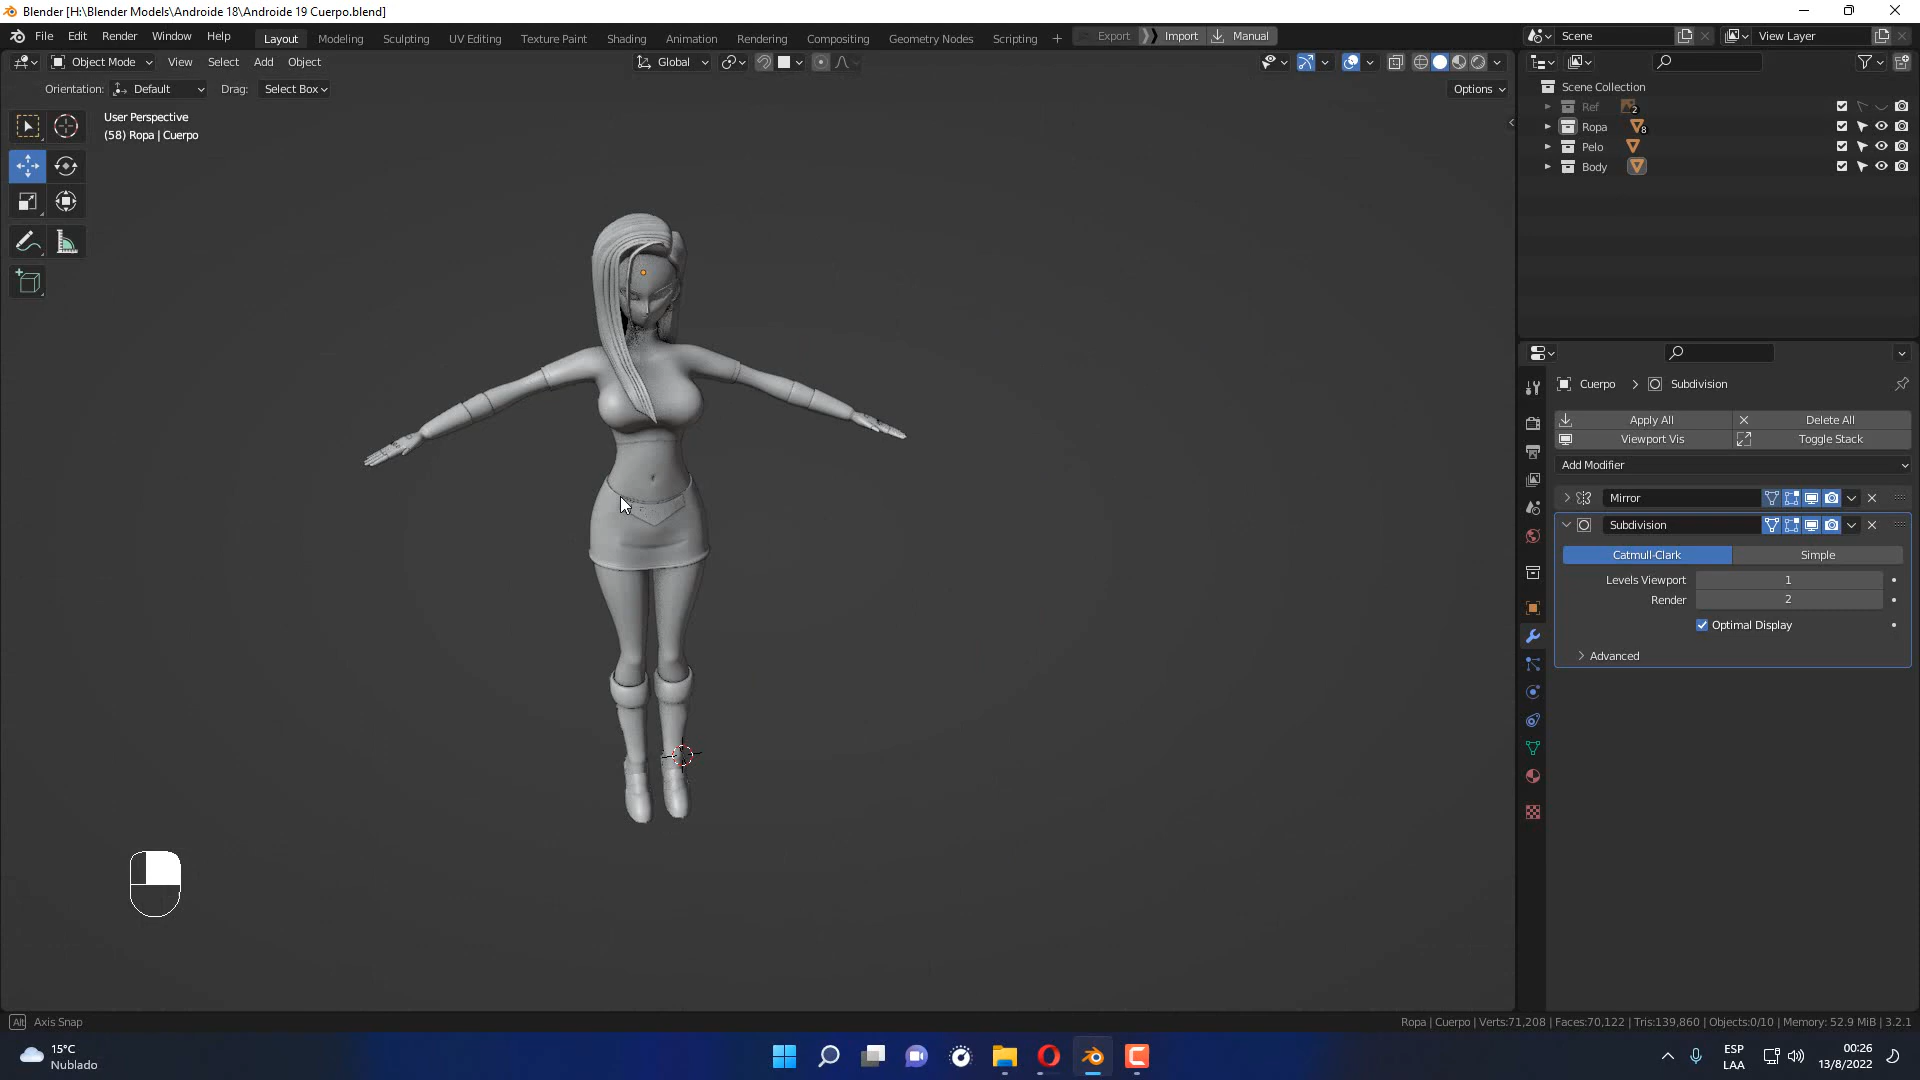 Blender [H:\Blender Models\Androide 18\Androide 19 Cuerpo.blend]
File Edit Render Window Help Layout Modeling Sculpting UV Editing Texture Paint Shading Animation Rendering Compositing Geometry Nodes Scripting + Export Import Manual Scene View Layer
Object Mode View Select Add Object Global
Orientation: Default Drag: Select Box Options
User Perspective
(58) Ropa | Cuerpo
Scene Collection
Ref 2
Ropa 8
Pelo
Body
Cuerpo > Subdivision
Apply All Delete All
Viewport Vis Toggle Stack
Add Modifier
Mirror
Subdivision
Catmull-Clark Simple
Levels Viewport 1
Render 2
Optimal Display
Advanced
Alt Axis Snap
Ropa | Cuerpo | Verts:71,208 | Faces:70,122 | Tris:139,860 | Objects:0/10 | Memory: 52.9 MiB | 3.2.1
15°C
Nublado
ESP
LAA
00:26
13/8/2022